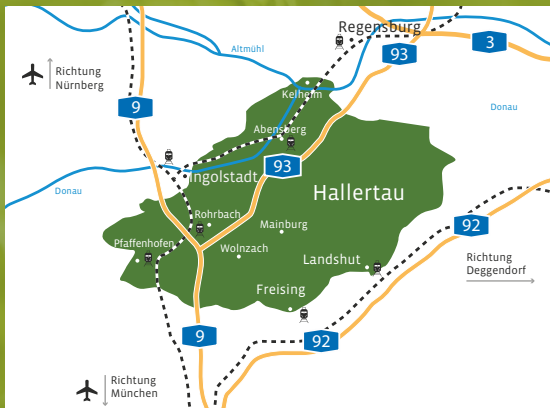 Regensburg
3
93
Altmühl
Richtung
Nürnberg
Kelheim
9
Donau
Abensberg
93
Ingolstadt
Donau
Hallertau
Rohrbach
Mainburg
92
Pfaffenhofen
Wolnzach
Landshut
Richtung
Deggendorf
Freising
9
92
Richtung
München